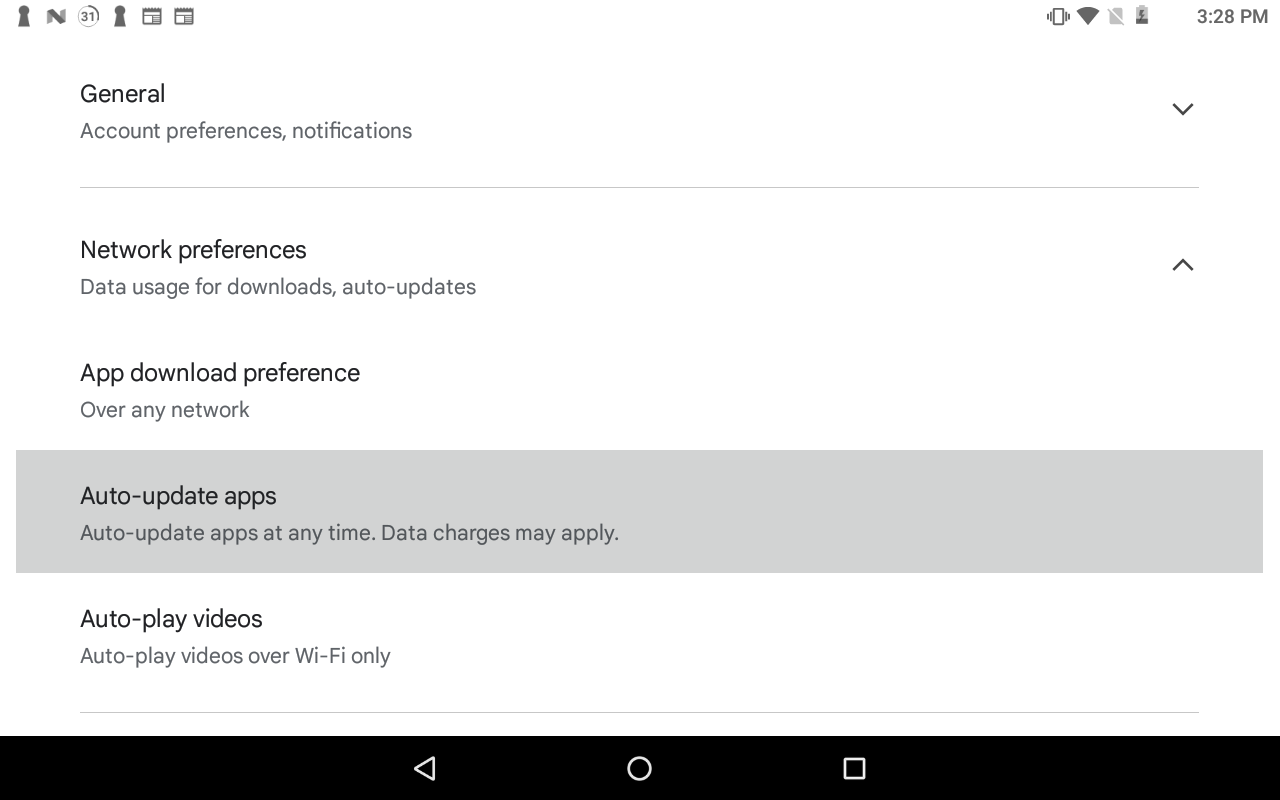 31
3:28 PM
General
Account preferences, notifications
Network preferences
Data usage for downloads, auto-updates
App download preference
Over any network
Auto-update apps
Auto-update apps at any time. Data charges may apply.
Auto-play videos
Auto-play videos over Wi-Fi only